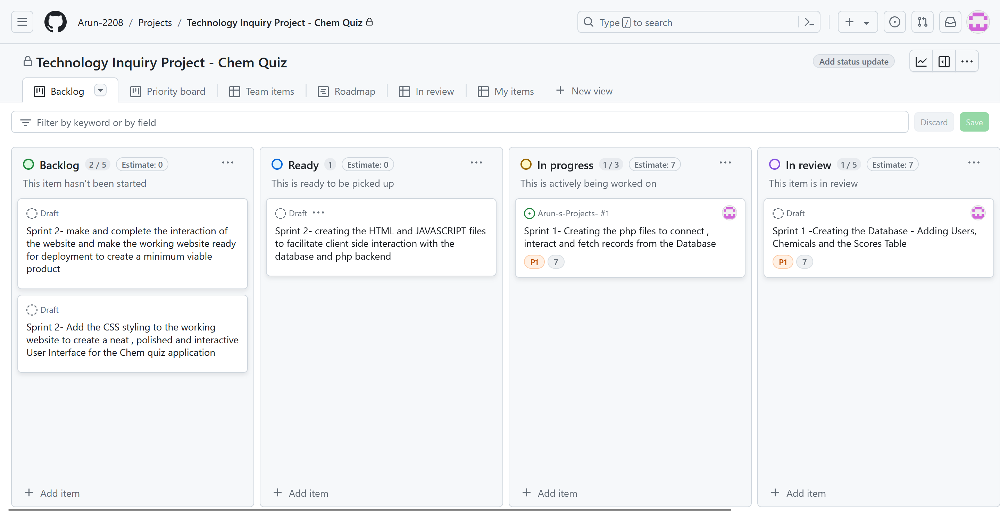 Arun-2208 / Projects / Technology Inquiry Project - Chem Quiz
Type / to search
Technology Inquiry Project - Chem Quiz
Add status update
Backlog
Priority board
Team items
Roadmap
In review
My items
New view
Filter by keyword or by field
Discard
Save
Backlog 2 / 5 Estimate: 0
This item hasn't been started
Draft
Sprint 2- make and complete the interaction of
the website and make the working website ready
for deployment to create a minimum viable
product
Draft
Sprint 2- Add the CSS styling to the working
website to create a neat , polished and interactive
User Interface for the Chem quiz application
Add item
Ready 1 Estimate: 0
This is ready to be picked up
Draft
Sprint 2- creating the HTML and JAVASCRIPT files
to facilitate client side interaction with the
database and php backend
Add item
In progress 1 / 3 Estimate: 7
This is actively being worked on
Arun-s-Projects- #1
Sprint 1- Creating the php files to connect ,
interact and fetch records from the Database
P1 7
Add item
In review 1 / 5 Estimate: 7
This item is in review
Draft
Sprint 1 -Creating the Database - Adding Users,
Chemicals and the Scores Table
P1 7
Add item